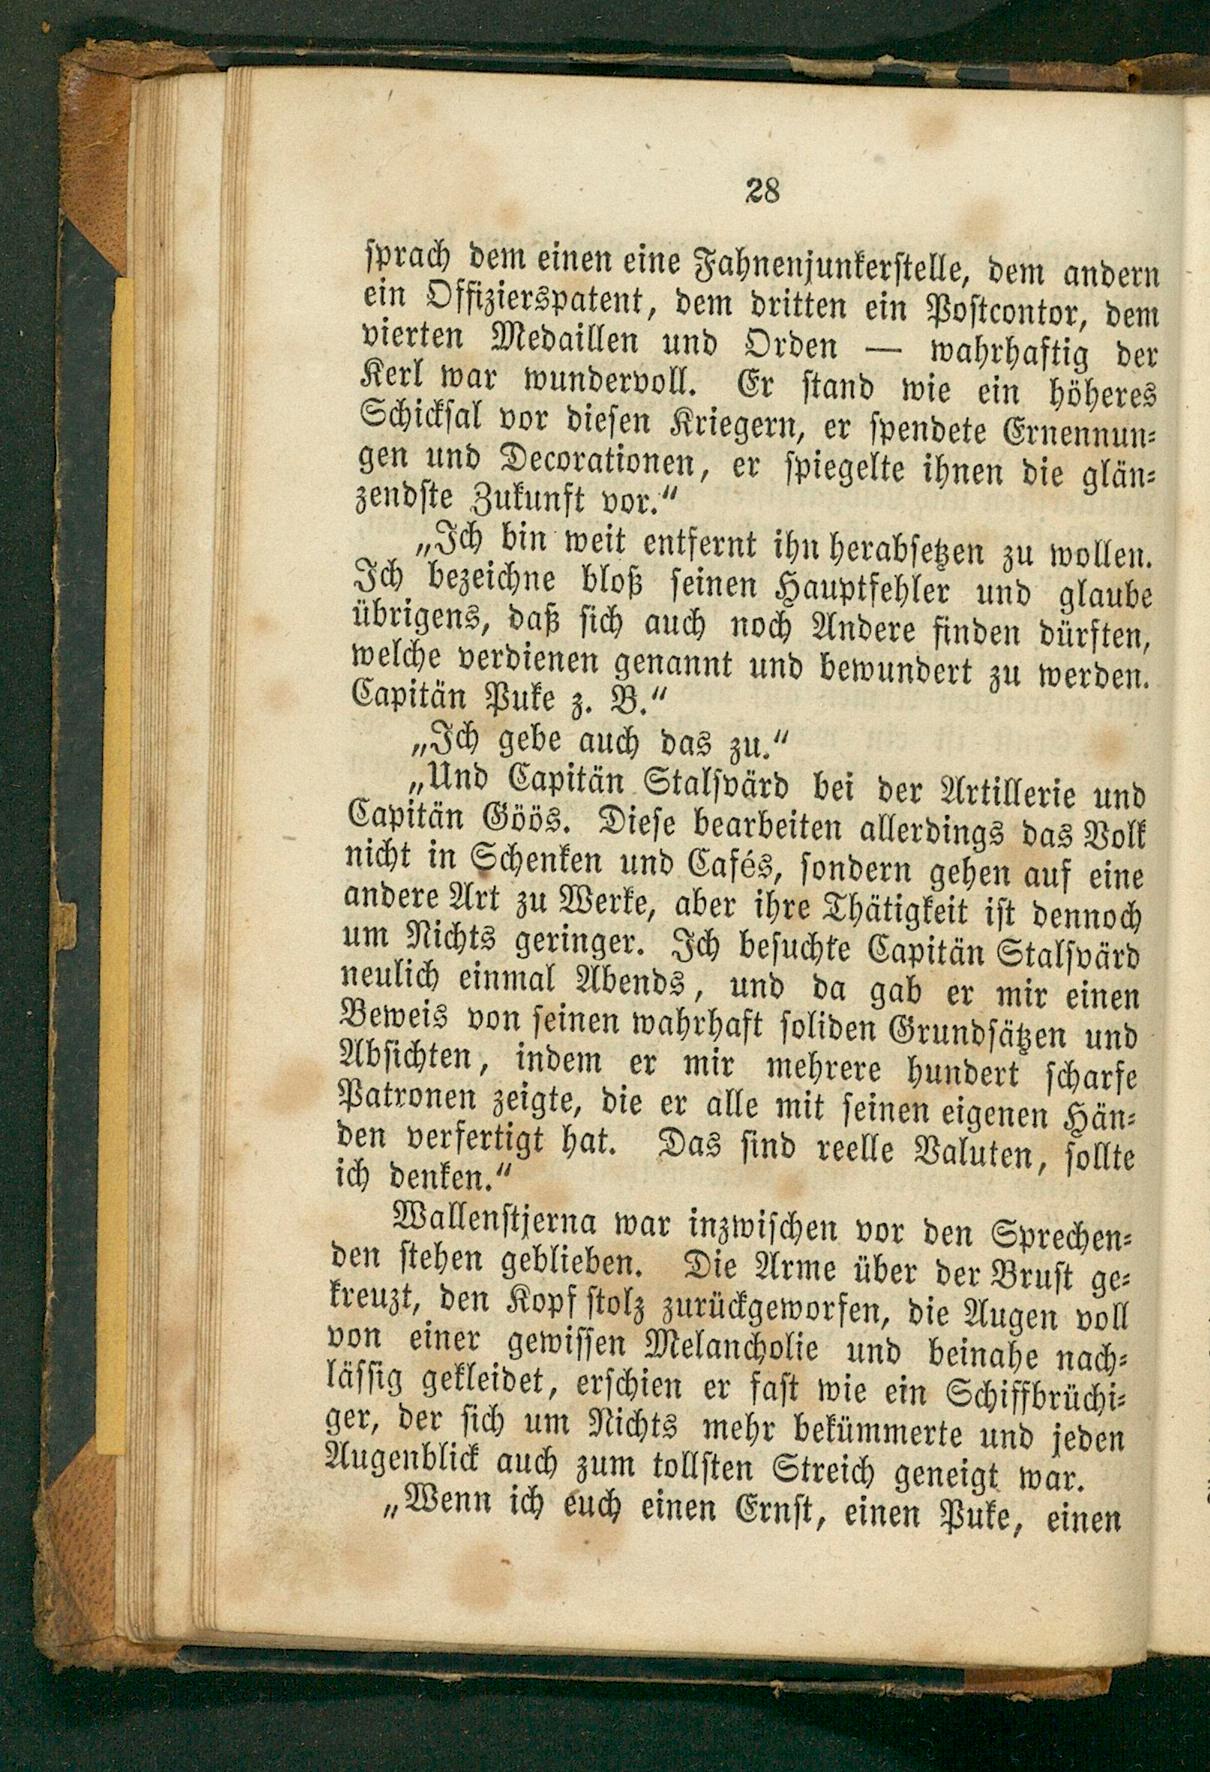 28
sprach dem einen eine Fahnenjunkerstelle, dem andern
ein Offizierspatent, dem dritten ein Postcontor, dem
vierten Medaillen und Orden — wahrhaftig der
Kerl war wundervoll. Er stand wie ein höheres
Schicksal vor diesen Kriegern, er spendete Ernennun-
gen und Decorationen, er spiegelte ihnen die glän-
zendste Zukunft vor.“
„Ich bin weit entfernt ihn herabsetzen zu wollen.
Ich bezeichne bloß seinen Hauptfehler und glaube
übrigens, daß sich auch noch Andere finden dürften,
welche verdienen genannt und bewundert zu werden.
Capitän Puke z. B.“
„Ich gebe auch das zu.“
„Und Capitän Stalsvärd bei der Artillerie und
Capitän Göös. Diese bearbeiten allerdings das Volk
nicht in Schenken und Cafés, sondern gehen auf eine
andere Art zu Werke, aber ihre Thätigkeit ist dennoch
um Nichts geringer. Ich besuchte Capitän Stalsvärd
neulich einmal Abends, und da gab er mir einen
Beweis von seinen wahrhaft soliden Grundsätzen und
Absichten, indem er mir mehrere hundert scharfe
Patronen zeigte, die er alle mit seinen eigenen Hän-
den verfertigt hat. Das sind reelle Valuten, sollte
ich denken.“
Wallenstjerna war inzwischen vor den Sprechen-
den stehen geblieben. Die Arme über der Brust ge-
kreuzt, den Kopf stolz zurückgeworfen, die Augen voll
von einer gewissen Melancholie und beinahe nach-
lässig gekleidet, erschien er fast wie ein Schiffbrüchi-
ger, der sich um Nichts mehr bekümmerte und jeden
Augenblick auch zum tollsten Streich geneigt war.
„Wenn ich euch einen Ernst, einen Puke, einen